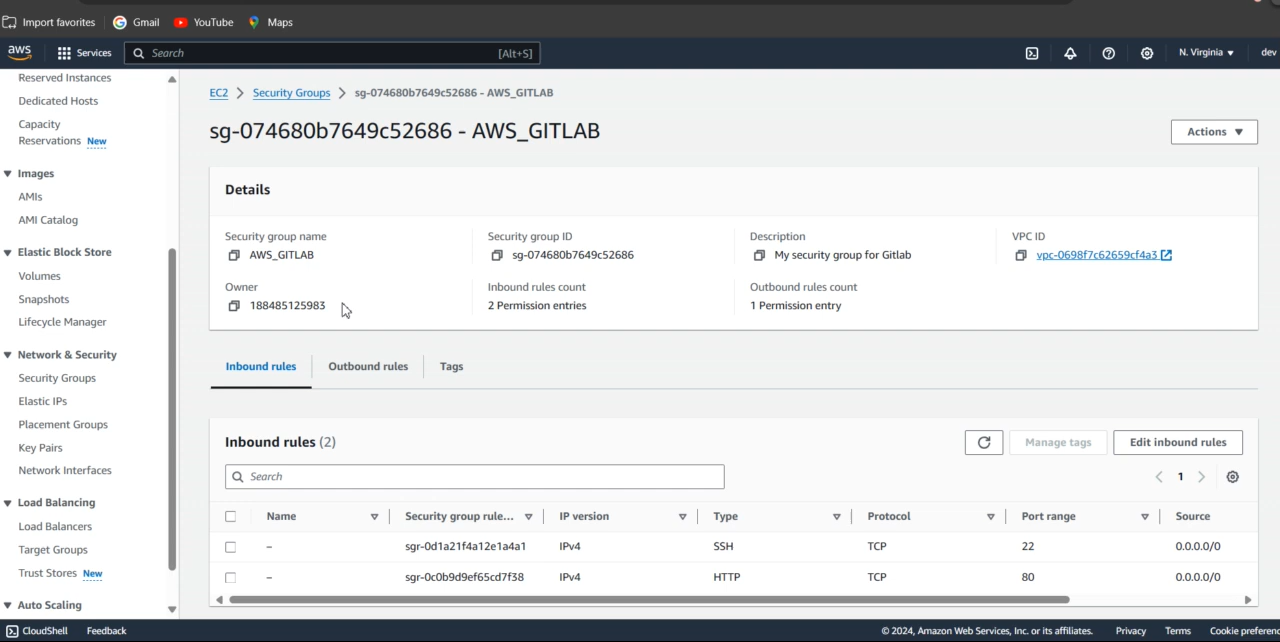 Import favorites
Gmail
YouTube
Maps
aws
Services
Search
[Alt+S]
N. Virginia
dev
Reserved Instances
Dedicated Hosts
Capacity
Reservations New
Images
AMIs
AMI Catalog
Elastic Block Store
Volumes
Snapshots
Lifecycle Manager
Network & Security
Security Groups
Elastic IPs
Placement Groups
Key Pairs
Network Interfaces
Load Balancing
Load Balancers
Target Groups
Trust Stores New
Auto Scaling
EC2 > Security Groups > sg-074680b7649c52686 - AWS_GITLAB
sg-074680b7649c52686 - AWS_GITLAB
Actions
Details
Security group name
AWS_GITLAB
Security group ID
sg-074680b7649c52686
Description
My security group for Gitlab
VPC ID
vpc-0698f7c62659cf4a3
Owner
188485125983
Inbound rules count
2 Permission entries
Outbound rules count
1 Permission entry
Inbound rules
Outbound rules
Tags
Inbound rules (2)
Manage tags
Edit inbound rules
Search
1
Name Security group rule... IP version Type Protocol Port range Source
– sgr-0d1a21f4a12e1a4a1 IPv4 SSH TCP 22 0.0.0.0/0
– sgr-0c0b9d9ef65cd7f38 IPv4 HTTP TCP 80 0.0.0.0/0
CloudShell
Feedback
© 2024, Amazon Web Services, Inc. or its affiliates.
Privacy
Terms
Cookie preferenc